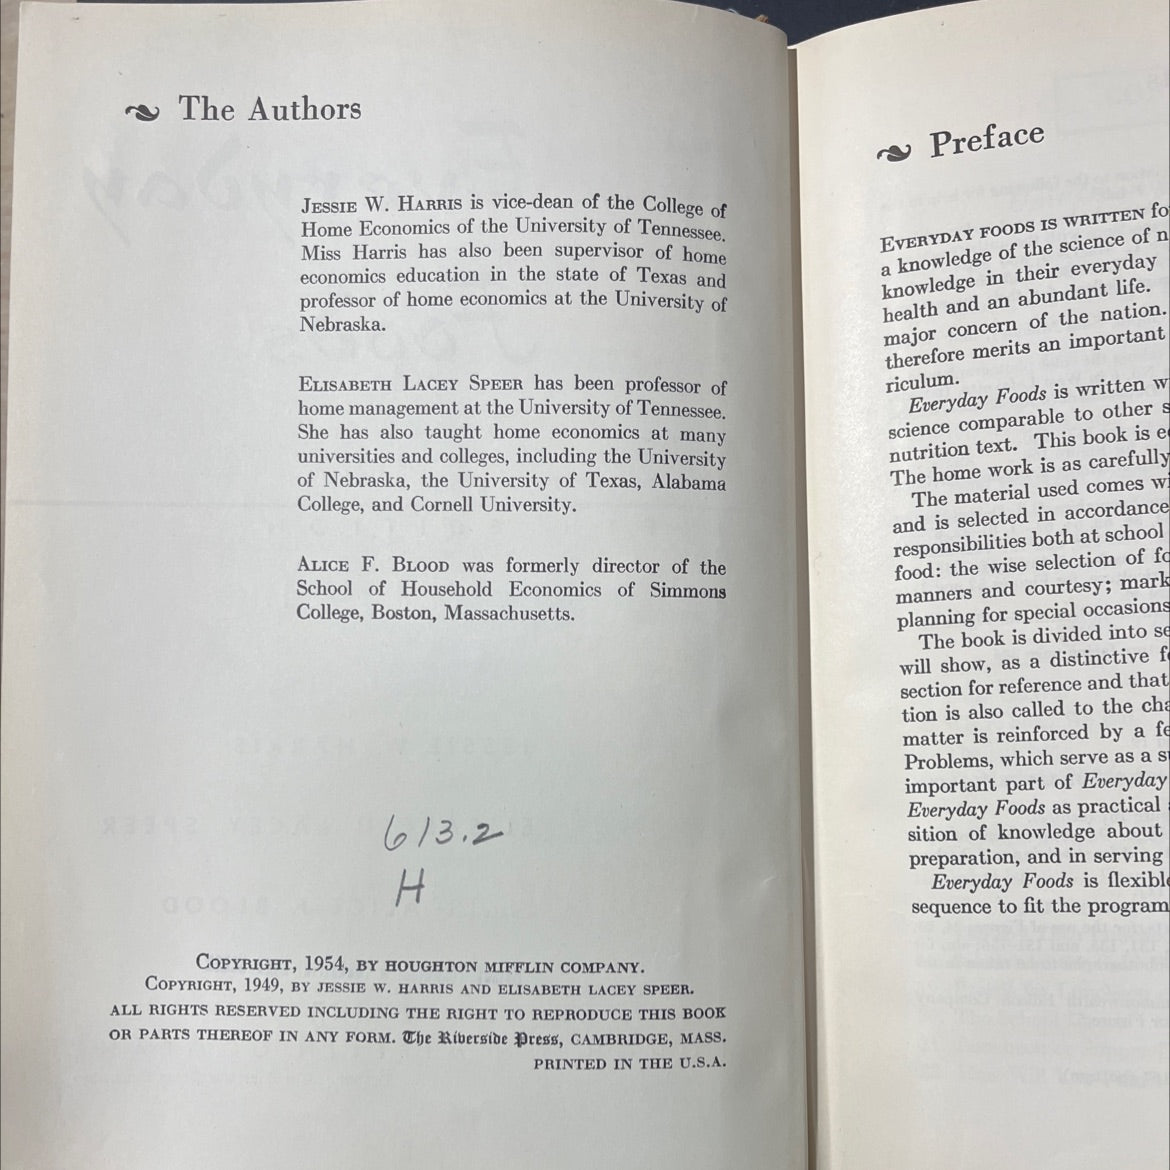 The Authors
JESSIE W. HARRIS is vice-dean of the College of
Home Economics of the University of Tennessee.
Miss Harris has also been supervisor of home
economics education in the state of Texas and
professor of home economics at the University of
Nebraska.
ELISABETH LACEY SPEER has been professor of
home management at the University of Tennessee.
She has also taught home economics at many
universities and colleges, including the University
of Nebraska, the University of Texas, Alabama
College, and Cornell University.
ALICE F. BLOOD was formerly director of the
School of Household Economics of Simmons
College, Boston, Massachusetts.
613.2
H
COPYRIGHT, 1954, BY HOUGHTON MIFFLIN COMPANY.
COPYRIGHT, 1949, BY JESSIE W. HARRIS AND ELISABETH LACEY SPEER.
ALL RIGHTS RESERVED INCLUDING THE RIGHT TO REPRODUCE THIS BOOK
OR PARTS THEREOF IN ANY FORM. The Riverside Press, CAMBRIDGE, MASS.
PRINTED IN THE U.S.A.
Preface
EVERYDAY FOODS IS WRITTEN fo
a knowledge of the science of n
knowledge in their everyday
health and an abundant life.
major concern of the nation.
therefore merits an important
riculum.
Everyday Foods is written w
science comparable to other s
nutrition text. This book is e
The home work is as carefully
The material used comes wi
and is selected in accordance
responsibilities both at school
food: the wise selection of fo
manners and courtesy; mark
planning for special occasions
The book is divided into se
will show, as a distinctive fe
section for reference and that
tion is also called to the cha
matter is reinforced by a fe
Problems, which serve as a s
important part of Everyday
Everyday Foods as practical
sition of knowledge about
preparation, and in serving
Everyday Foods is flexible
sequence to fit the program